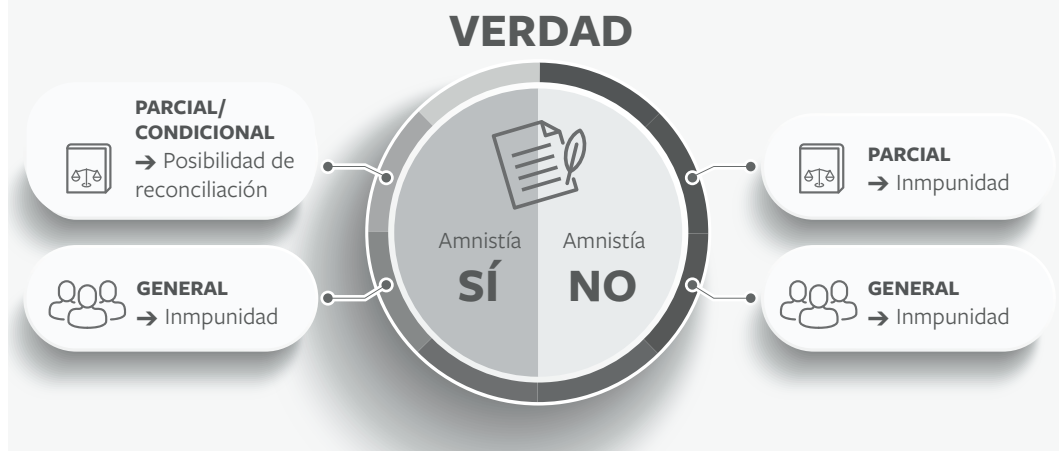 VERDAD
PARCIAL/
CONDICIONAL
➔ Posibilidad de
reconciliación
GENERAL
➔ Inmpunidad
Amnistía
SÍ
Amnistía
NO
PARCIAL
➔ Inmpunidad
GENERAL
➔ Inmpunidad